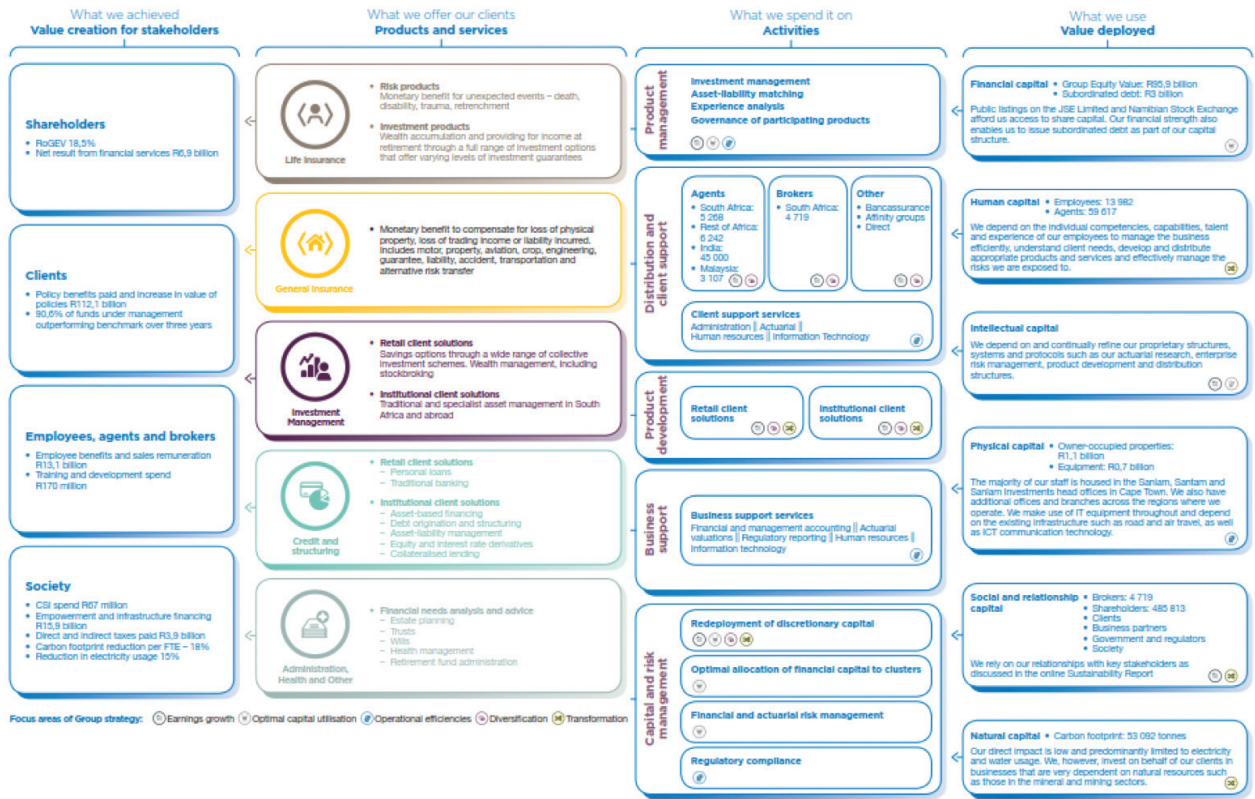 What we achieved
Value creation for stakeholders
What we offer our clients
Products and services
What we spend it on
Activities
What we use
Value deployed
Shareholders
• RoGEV 18,5%
• Net result from financial services R6,9 billion
Clients
• Policy benefits paid and increase in value of
policies R112,1 billion
• 90,6% of funds under management
outperforming benchmark over three years
Employees, agents and brokers
• Employee benefits and sales remuneration
R13,1 billion
• Training and development spend
R170 million
Society
• CSI spend R67 million
• Empowerment and infrastructure financing
R15,9 billion
• Direct and indirect taxes paid R3,9 billion
• Carbon footprint reduction per FTE – 18%
• Reduction in electricity usage 15%
Life insurance
• Risk products
Monetary benefit for unexpected events – death,
disability, trauma, retrenchment
• Investment products
Wealth accumulation and providing for income at
retirement through a full range of investment options
that offer varying levels of investment guarantees
General insurance
• Monetary benefit to compensate for loss of physical
property, loss of trading income or liability incurred.
Includes motor, property, aviation, crop, engineering,
guarantee, liability, accident, transportation and
alternative risk transfer
Investment
Management
• Retail client solutions
Savings options through a wide range of collective
investment schemes. Wealth management, including
stockbroking
• Institutional client solutions
Traditional and specialist asset management in South
Africa and abroad
Credit and
structuring
• Retail client solutions
– Personal loans
– Traditional banking
• Institutional client solutions
– Asset-based financing
– Debt origination and structuring
– Asset-liability management
– Equity and interest rate derivatives
– Collateralised lending
Administration,
Health and Other
• Financial needs analysis and advice
– Estate planning
– Trusts
– Wills
– Health management
– Retirement fund administration
Product
management
Investment management
Asset-liability matching
Experience analysis
Governance of participating products
Distribution and
client support
Agents
• South Africa:
5 268
• Rest of Africa:
6 242
• India:
45 000
• Malaysia:
3 107
Brokers
• South Africa:
4 719
Other
• Bancassurance
• Affinity groups
• Direct
Client support services
Administration || Actuarial ||
Human resources || Information Technology
Product
development
Retail client
solutions
Institutional client
solutions
Business
support
Business support services
Financial and management accounting || Actuarial
valuations || Regulatory reporting || Human resources ||
Information technology
Capital and risk
management
Redeployment of discretionary capital
Optimal allocation of financial capital to clusters
Financial and actuarial risk management
Regulatory compliance
Financial capital • Group Equity Value: R95,9 billion
• Subordinated debt: R3 billion
Public listings on the JSE Limited and Namibian Stock Exchange
afford us access to share capital. Our financial strength also
enables us to issue subordinated debt as part of our capital
structure.
Human capital • Employees: 13 982
• Agents: 59 617
We depend on the individual competencies, capabilities, talent
and experience of our employees to manage the business
efficiently, understand client needs, develop and distribute
appropriate products and services and effectively manage the
risks we are exposed to.
Intellectual capital
We depend on and continually refine our proprietary structures,
systems and protocols such as our actuarial research, enterprise
risk management, product development and distribution
structures.
Physical capital • Owner-occupied properties:
R1,1 billion
• Equipment: R0,7 billion
The majority of our staff is housed in the Sanlam, Santam and
Sanlam Investments head offices in Cape Town. We also have
additional offices and branches across the regions where we
operate. We make use of IT equipment throughout and depend
on the existing infrastructure such as road and air travel, as well
as ICT communication technology.
Social and relationship
capital
• Brokers: 4 719
• Shareholders: 485 813
• Clients
• Business partners
• Government and regulators
• Society
We rely on our relationships with key stakeholders as
discussed in the online Sustainability Report
Natural capital • Carbon footprint: 53 092 tonnes
Our direct impact is low and predominantly limited to electricity
and water usage. We, however, invest on behalf of our clients in
businesses that are very dependent on natural resources such
as those in the mineral and mining sectors.
Focus areas of Group strategy: Earnings growth Optimal capital utilisation Operational efficiencies Diversification Transformation